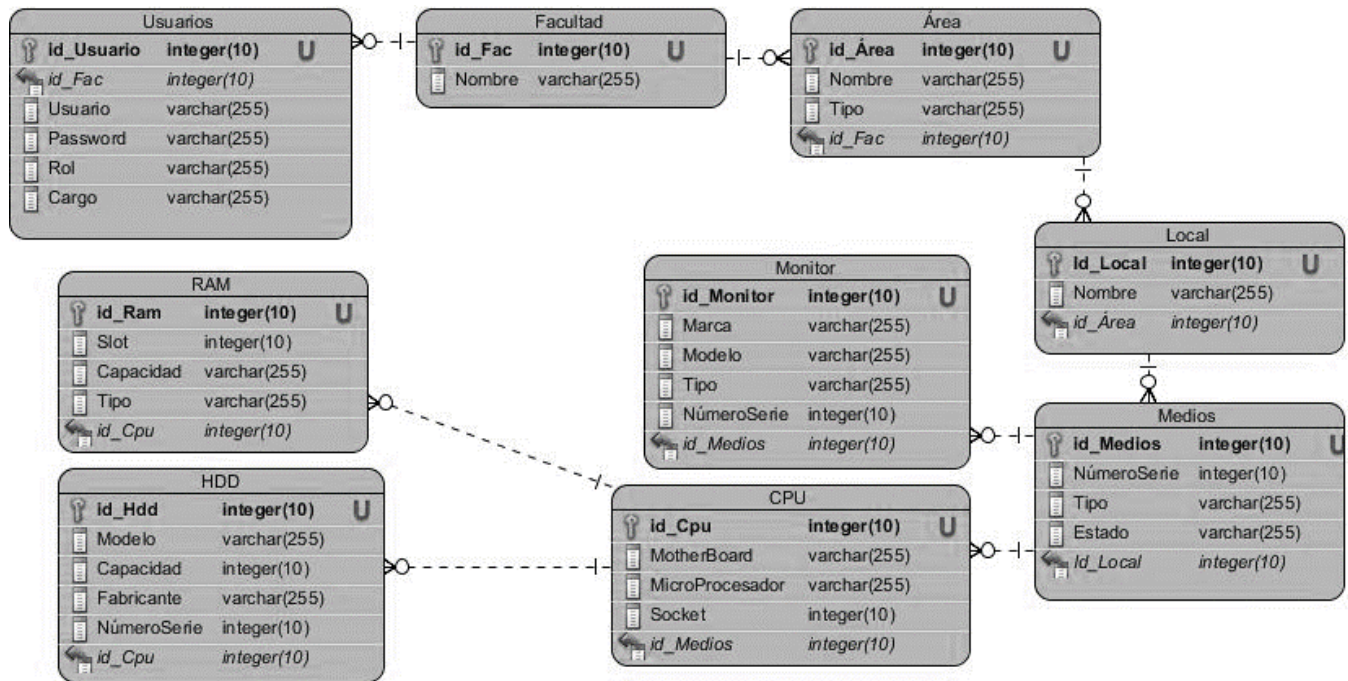 Usuarios
id_Usuario integer(10) U
id_Fac integer(10)
Usuario varchar(255)
Password varchar(255)
Rol varchar(255)
Cargo varchar(255)
Facultad
id_Fac integer(10) U
Nombre varchar(255)
Área
id_Área integer(10) U
Nombre varchar(255)
Tipo varchar(255)
id_Fac integer(10)
Local
Id_Local integer(10) U
Nombre varchar(255)
id_Área integer(10)
RAM
id_Ram integer(10) U
Slot integer(10)
Capacidad varchar(255)
Tipo varchar(255)
id_Cpu integer(10)
Monitor
id_Monitor integer(10) U
Marca varchar(255)
Modelo varchar(255)
Tipo varchar(255)
NúmeroSerie integer(10)
id_Medios integer(10)
Medios
id_Medios integer(10) U
NúmeroSerie integer(10)
Tipo varchar(255)
Estado varchar(255)
Id_Local integer(10)
HDD
id_Hdd integer(10) U
Modelo varchar(255)
Capacidad integer(10)
Fabricante varchar(255)
NúmeroSerie integer(10)
id_Cpu integer(10)
CPU
id_Cpu integer(10) U
MotherBoard varchar(255)
MicroProcesador varchar(255)
Socket integer(10)
id_Medios integer(10)